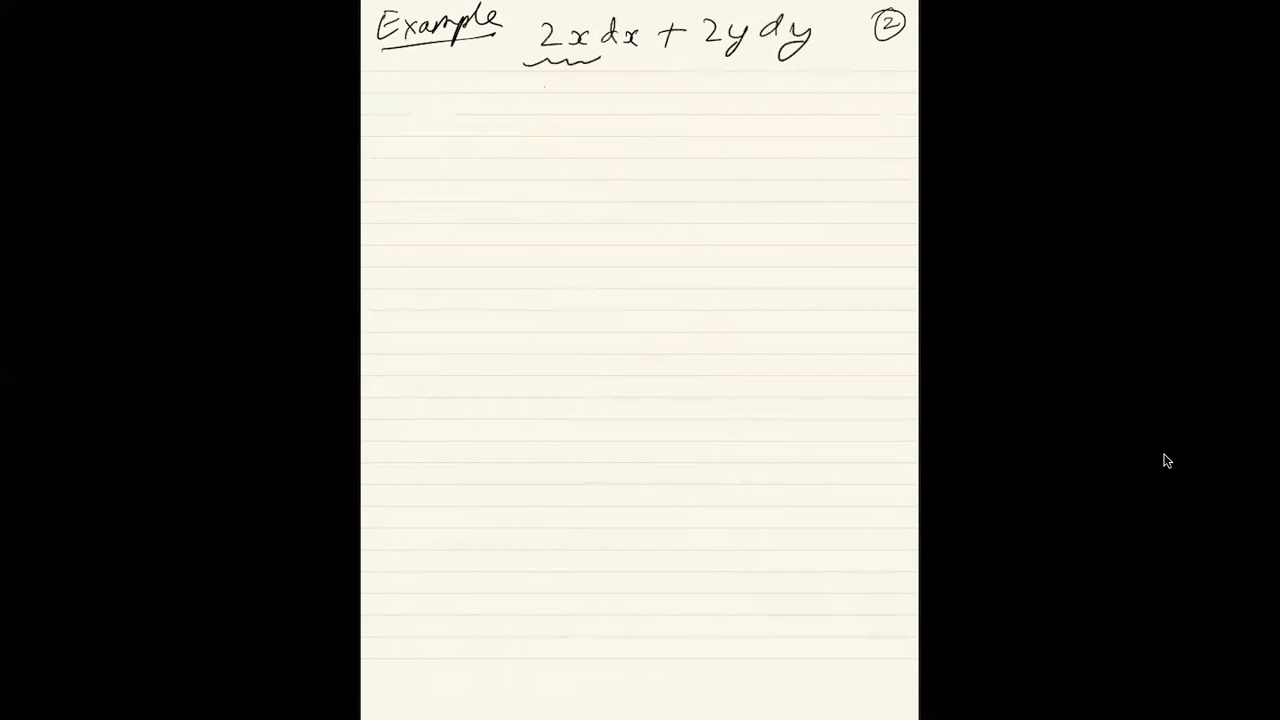 Example 2x dx + 2y dy ②